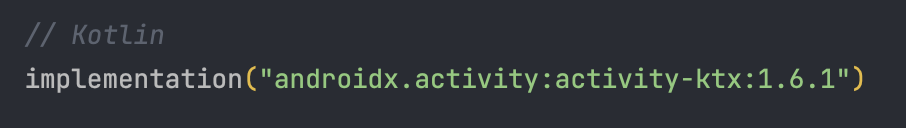 // Kotlin
implementation("androidx.activity:activity-ktx:1.6.1")